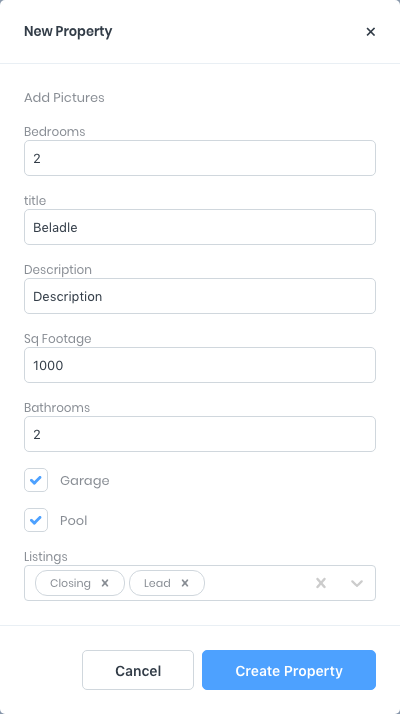 New Property
Add Pictures
Bedrooms
2
title
Beladle
Description
Description
Sq Footage
1000
Bathrooms
2
Garage
Pool
Listings
Closing Lead
Cancel Create Property